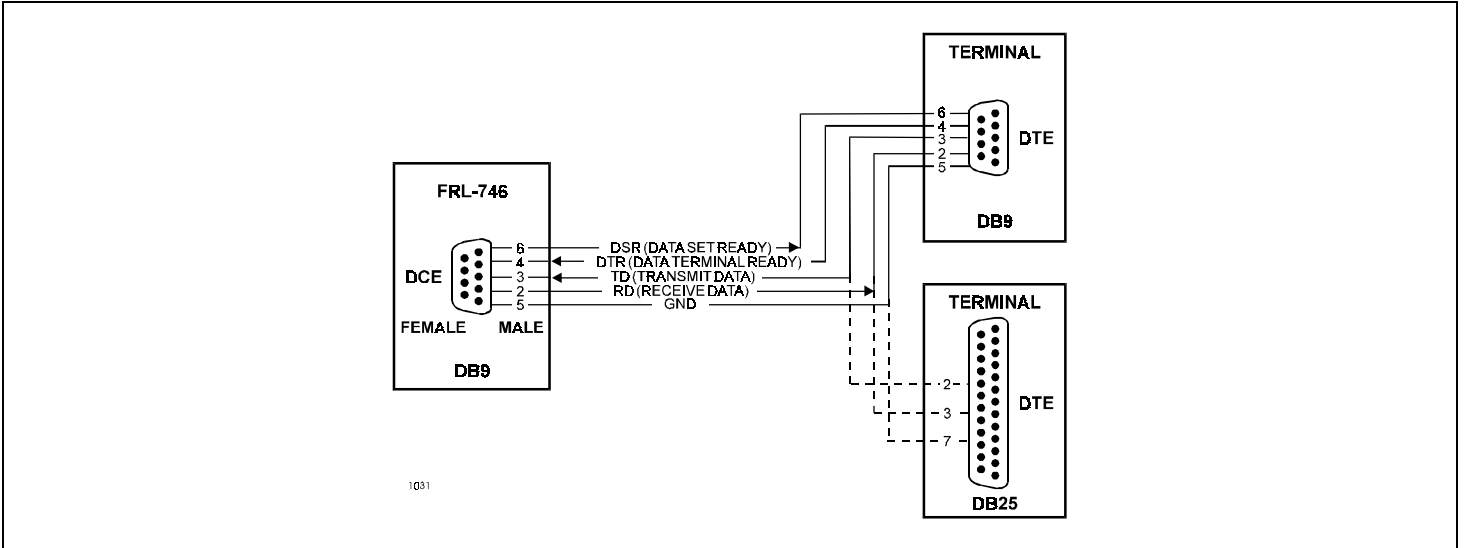 TERMINAL
6
4
3
2
5
DTE
DB9
FRL-746
DCE
6
4
3
2
5
FEMALE MALE
DB9
DSR (DATA SET READY)
DTR (DATA TERMINAL READY)
TD (TRANSMIT DATA)
RD (RECEIVE DATA)
GND
TERMINAL
2
3
7
DTE
DB25
1031